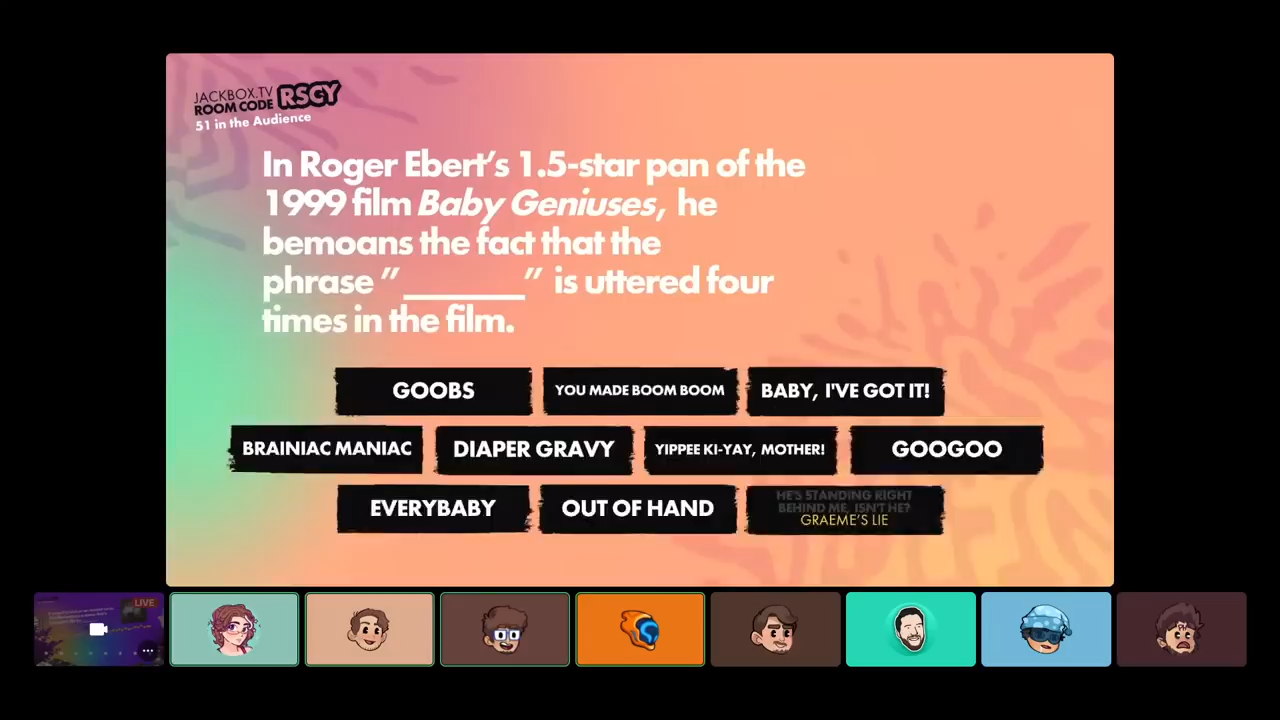 JACKBOX.TV
ROOM CODE RSCY
51 in the Audience
In Roger Ebert's 1.5-star pan of the
1999 film Baby Geniuses, he
bemoans the fact that the
phrase "________" is uttered four
times in the film.
GOOBS
YOU MADE BOOM BOOM
BABY, I'VE GOT IT!
BRAINIAC MANIAC
DIAPER GRAVY
YIPPEE KI-YAY, MOTHER!
GOOGOO
EVERYBABY
OUT OF HAND
HE'S STANDING RIGHT
BEHIND ME, ISN'T HE?
GRAEME'S LIE
LIVE